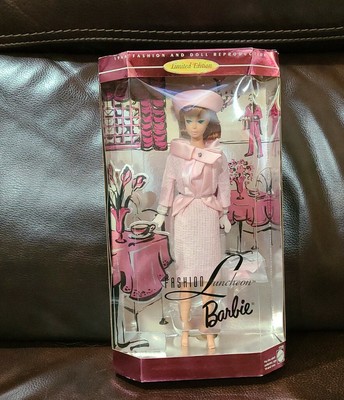 FASHION AND DOLL REPRODUCTION
Limited Edition
FASHION Luncheon
Barbie